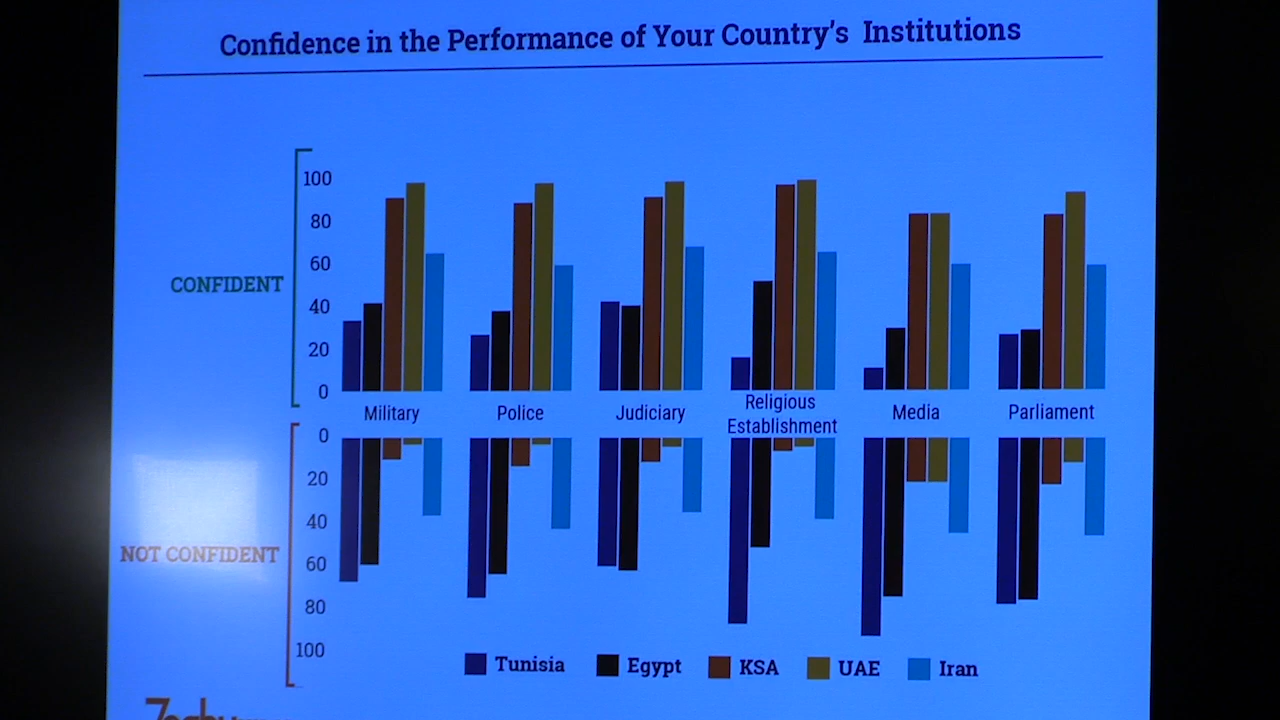 Confidence in the Performance of Your Country's Institutions
100
80
60
CONFIDENT
40
20
0
Military Police Judiciary Religious Establishment Media Parliament
0
20
40
NOT CONFIDENT
60
80
100
Tunisia Egypt KSA UAE Iran